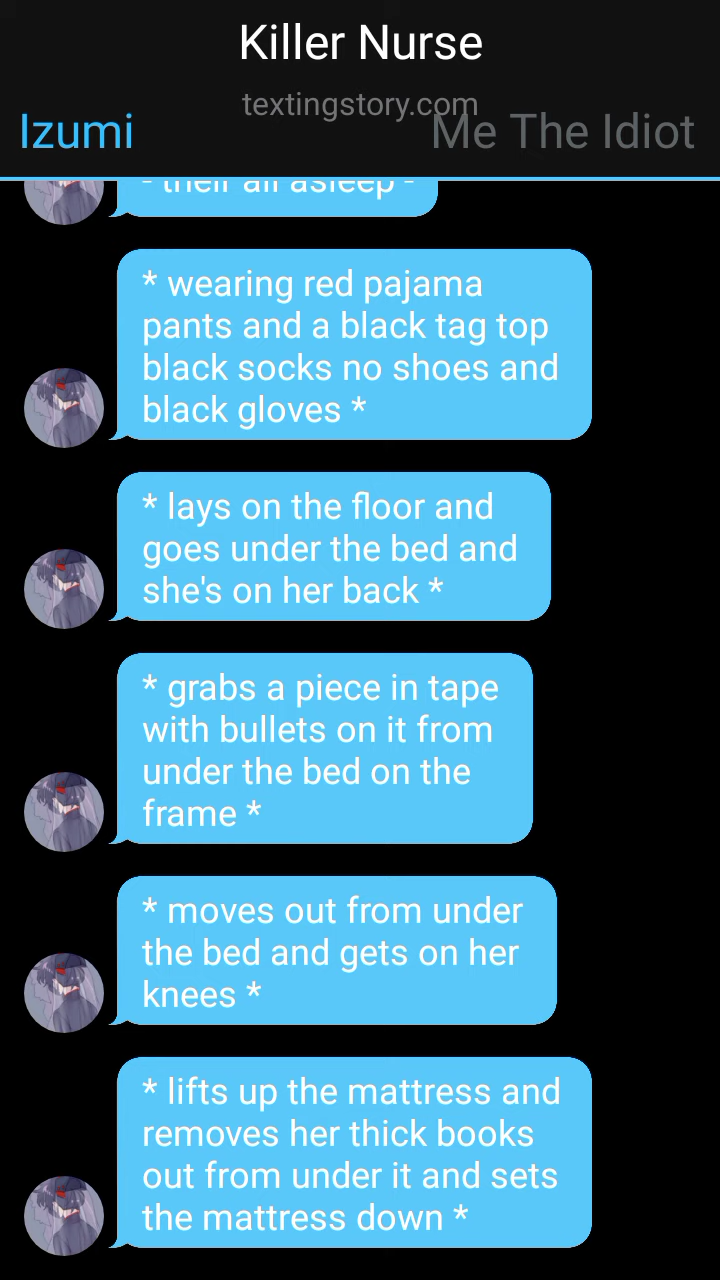 Killer Nurse
textingstory.com
Izumi
Me The Idiot
- their all asleep -
* wearing red pajama
pants and a black tag top
black socks no shoes and
black gloves *
* lays on the floor and
goes under the bed and
she's on her back *
* grabs a piece in tape
with bullets on it from
under the bed on the
frame *
* moves out from under
the bed and gets on her
knees *
* lifts up the mattress and
removes her thick books
out from under it and sets
the mattress down *